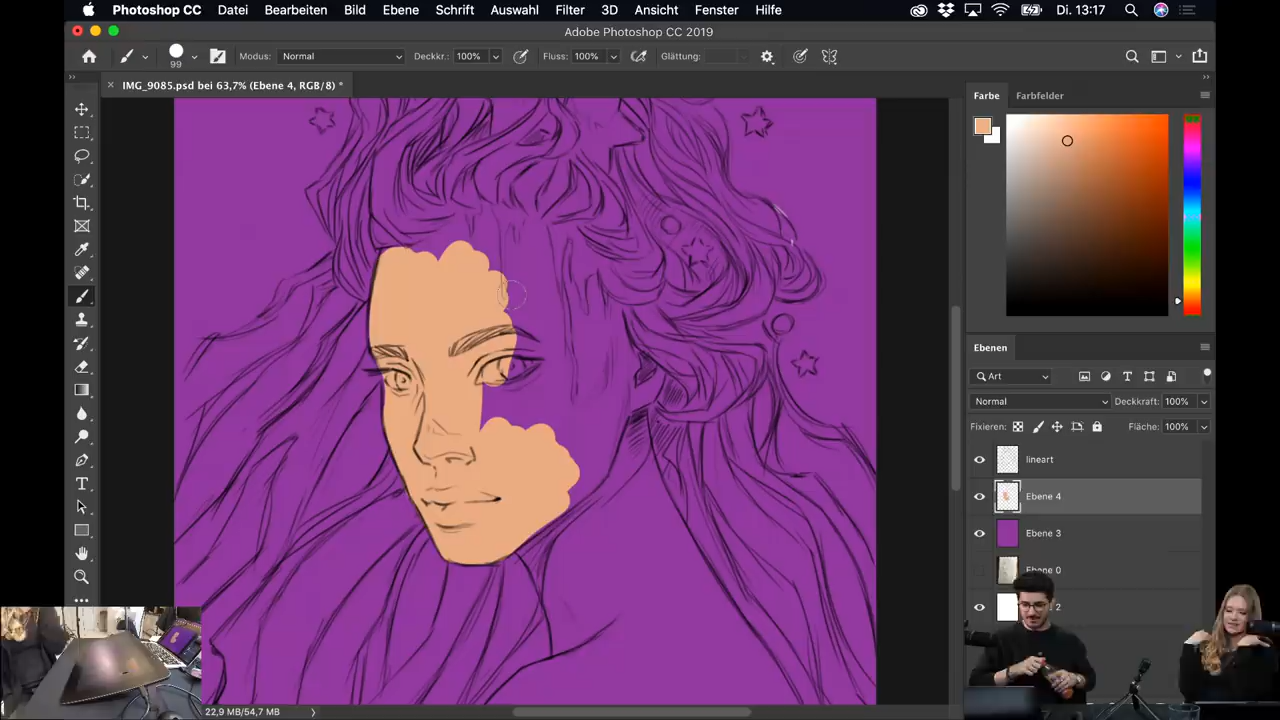 Photoshop CC Datei Bearbeiten Bild Ebene Schrift Auswahl Filter 3D Ansicht Fenster Hilfe Di. 13:17
Adobe Photoshop CC 2019
99 Modus: Normal Deckkr.: 100% Fluss: 100% Glättung:
× IMG_9085.psd bei 63,7% (Ebene 4, RGB/8) *
Farbe Farbfelder
Ebenen
Art
Normal Deckkraft: 100%
Fixieren: Fläche: 100%
lineart
Ebene 4
Ebene 3
Ebene 0
2
22,9 MB/54,7 MB